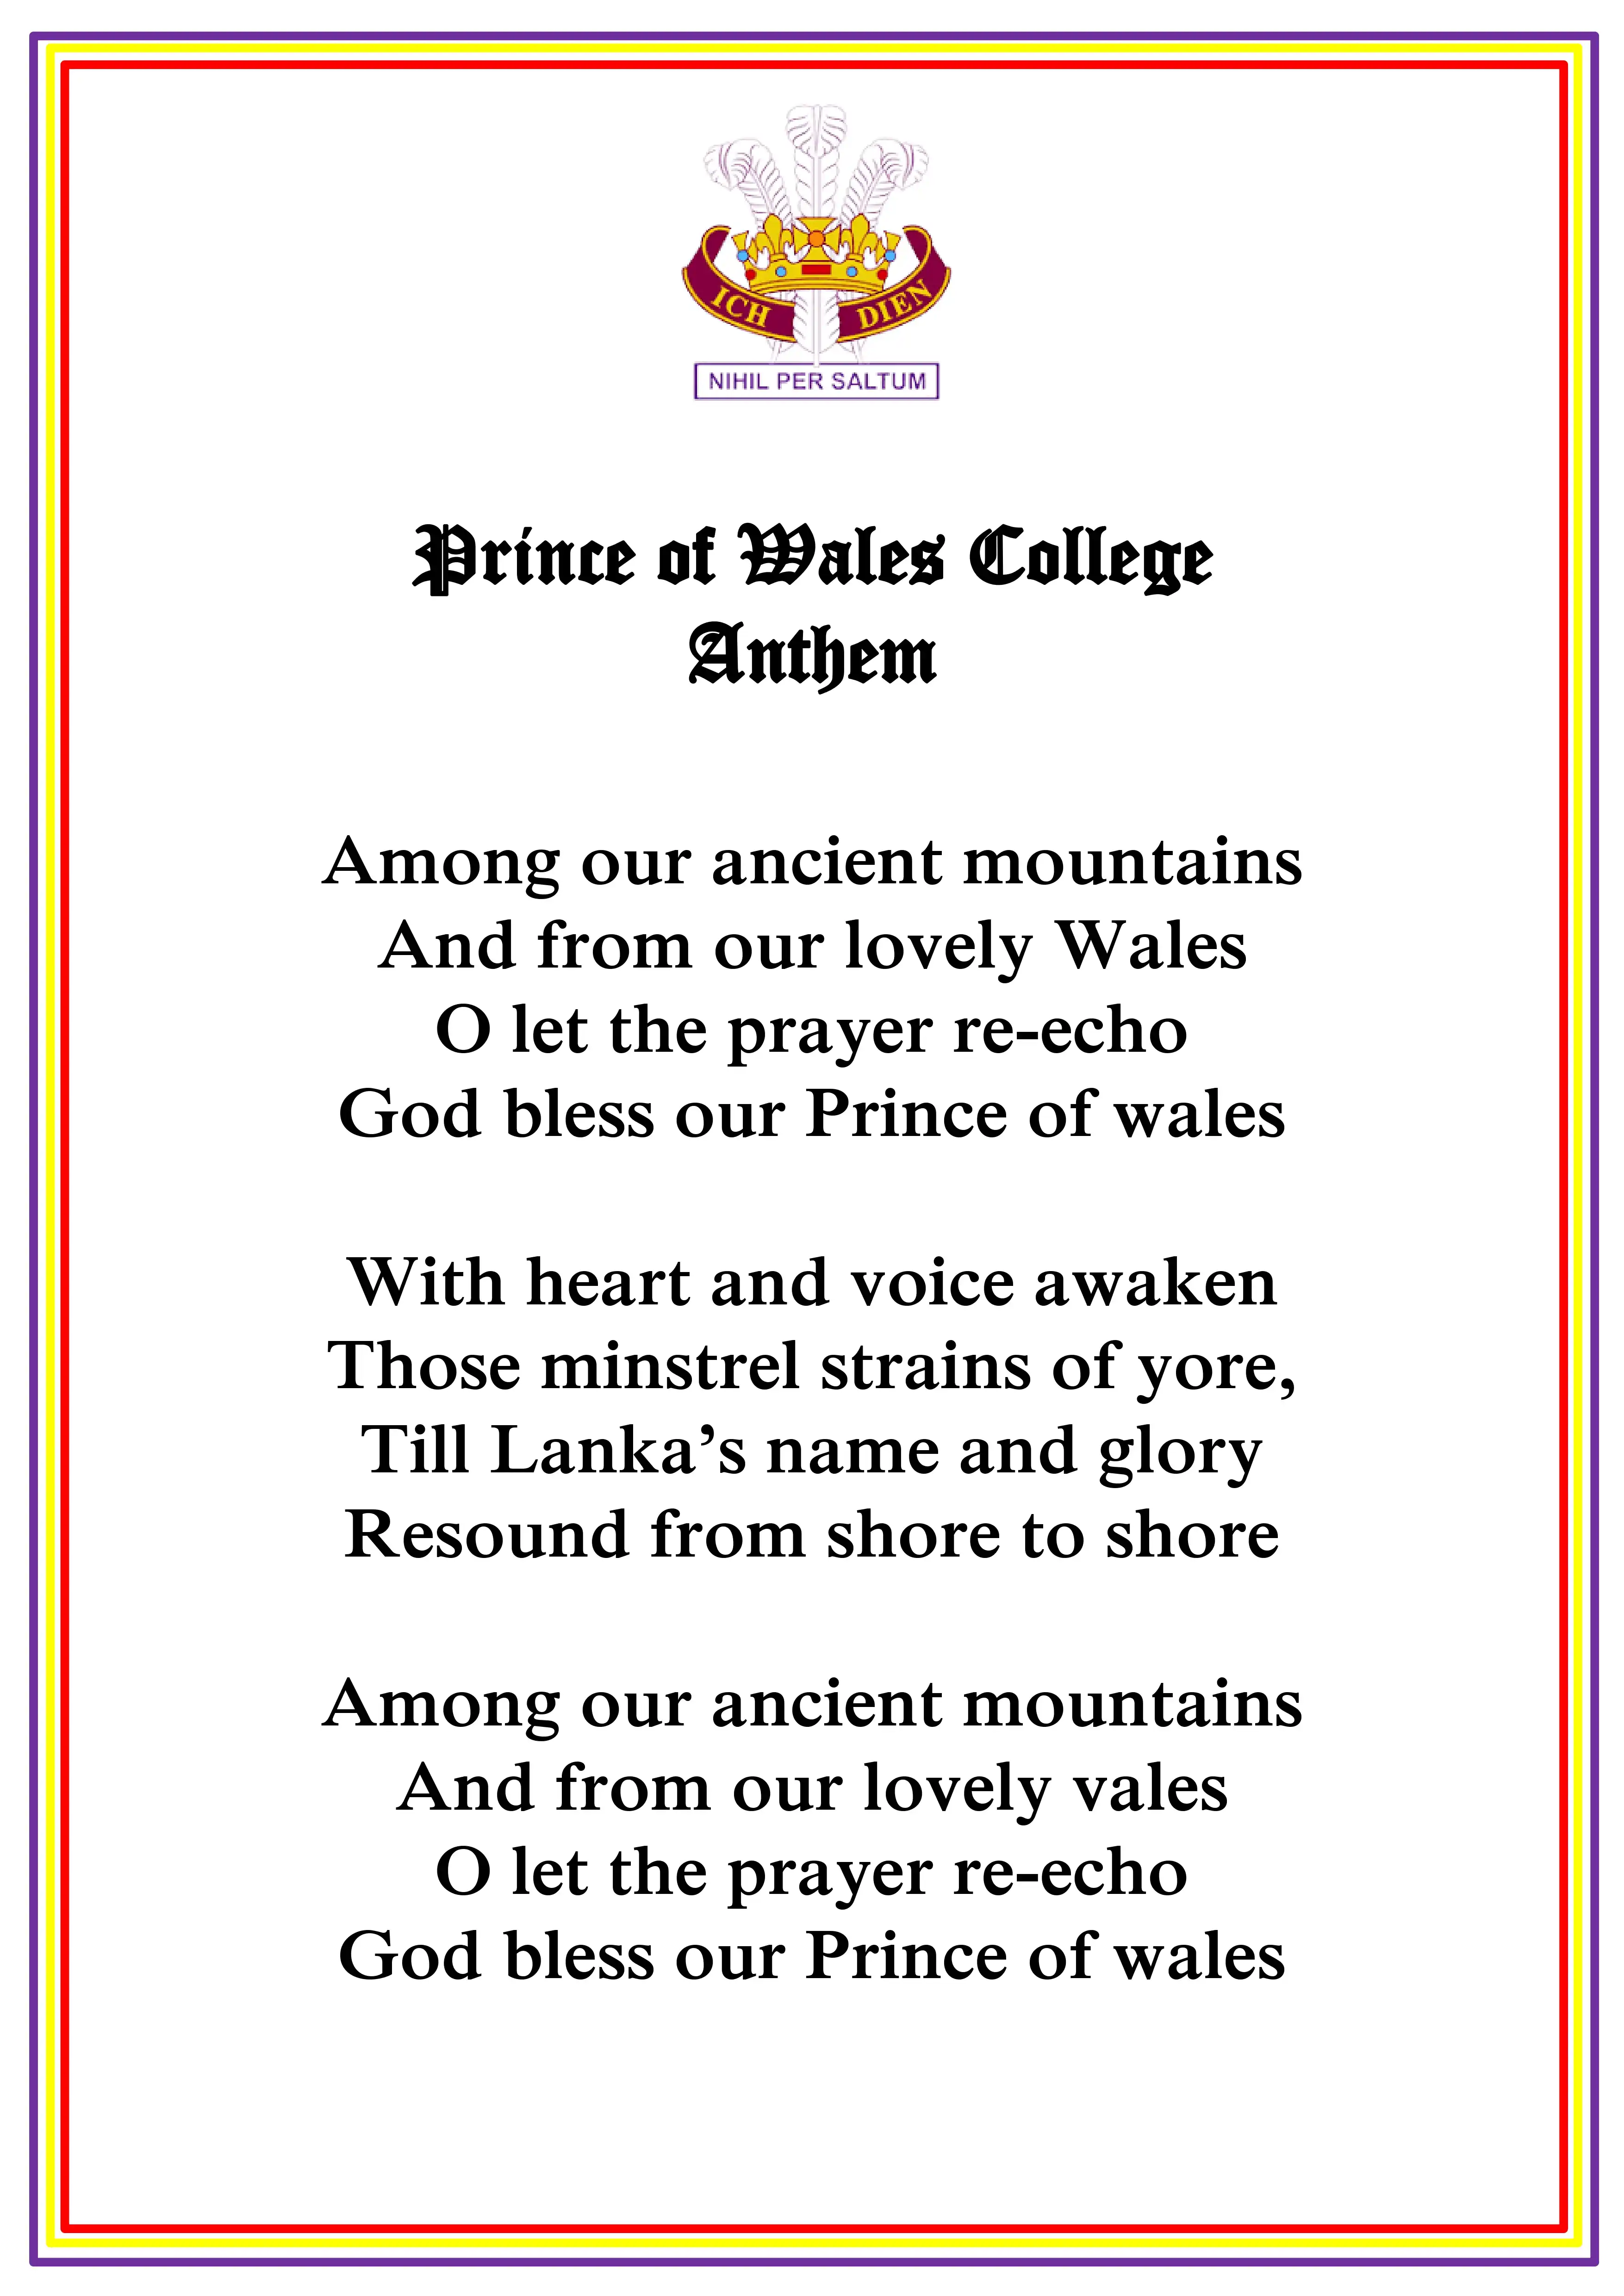 ICH DIEN
NIHIL PER SALTUM
Prince of Wales College
Anthem
Among our ancient mountains
And from our lovely Wales
O let the prayer re-echo
God bless our Prince of wales
With heart and voice awaken
Those minstrel strains of yore,
Till Lanka’s name and glory
Resound from shore to shore
Among our ancient mountains
And from our lovely vales
O let the prayer re-echo
God bless our Prince of wales